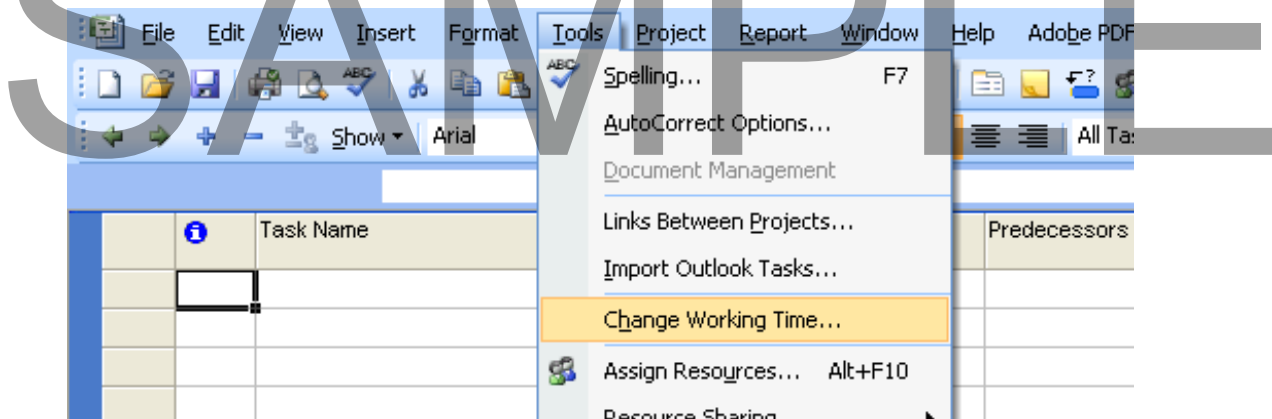 SAMPLE
File Edit View Insert Format Tools Project Report Window Help Adobe PDF
ABC ABC Spelling... F7
Show Arial AutoCorrect Options... All Tas
Document Management
Task Name Links Between Projects... Predecessors
Import Outlook Tasks...
Change Working Time...
Assign Resources... Alt+F10
Resource Sharing